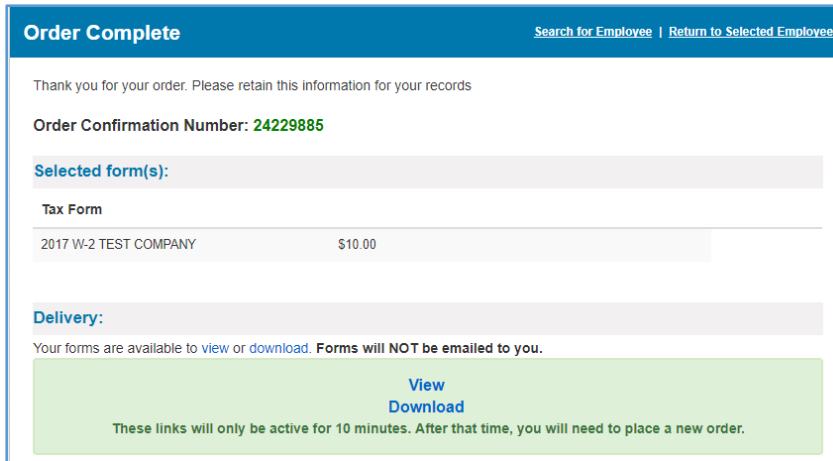 Order Complete
Search for Employee | Return to Selected Employee
Thank you for your order. Please retain this information for your records
Order Confirmation Number: 24229885
Selected form(s):
Tax Form
2017 W-2 TEST COMPANY $10.00
Delivery:
Your forms are available to view or download. Forms will NOT be emailed to you.
View
Download
These links will only be active for 10 minutes. After that time, you will need to place a new order.